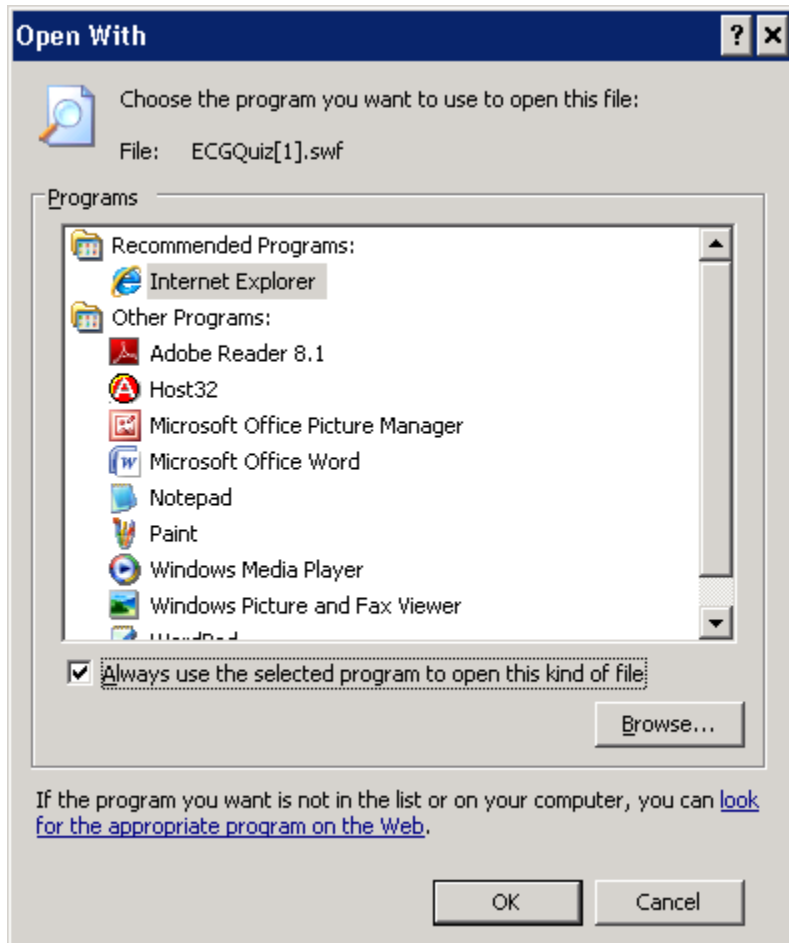 Open With
Choose the program you want to use to open this file:
File: ECGQuiz[1].swf
Programs
Recommended Programs:
Internet Explorer
Other Programs:
Adobe Reader 8.1
Host32
Microsoft Office Picture Manager
Microsoft Office Word
Notepad
Paint
Windows Media Player
Windows Picture and Fax Viewer
WordPad
Always use the selected program to open this kind of file
Browse...
If the program you want is not in the list or on your computer, you can look
for the appropriate program on the Web.
OK Cancel